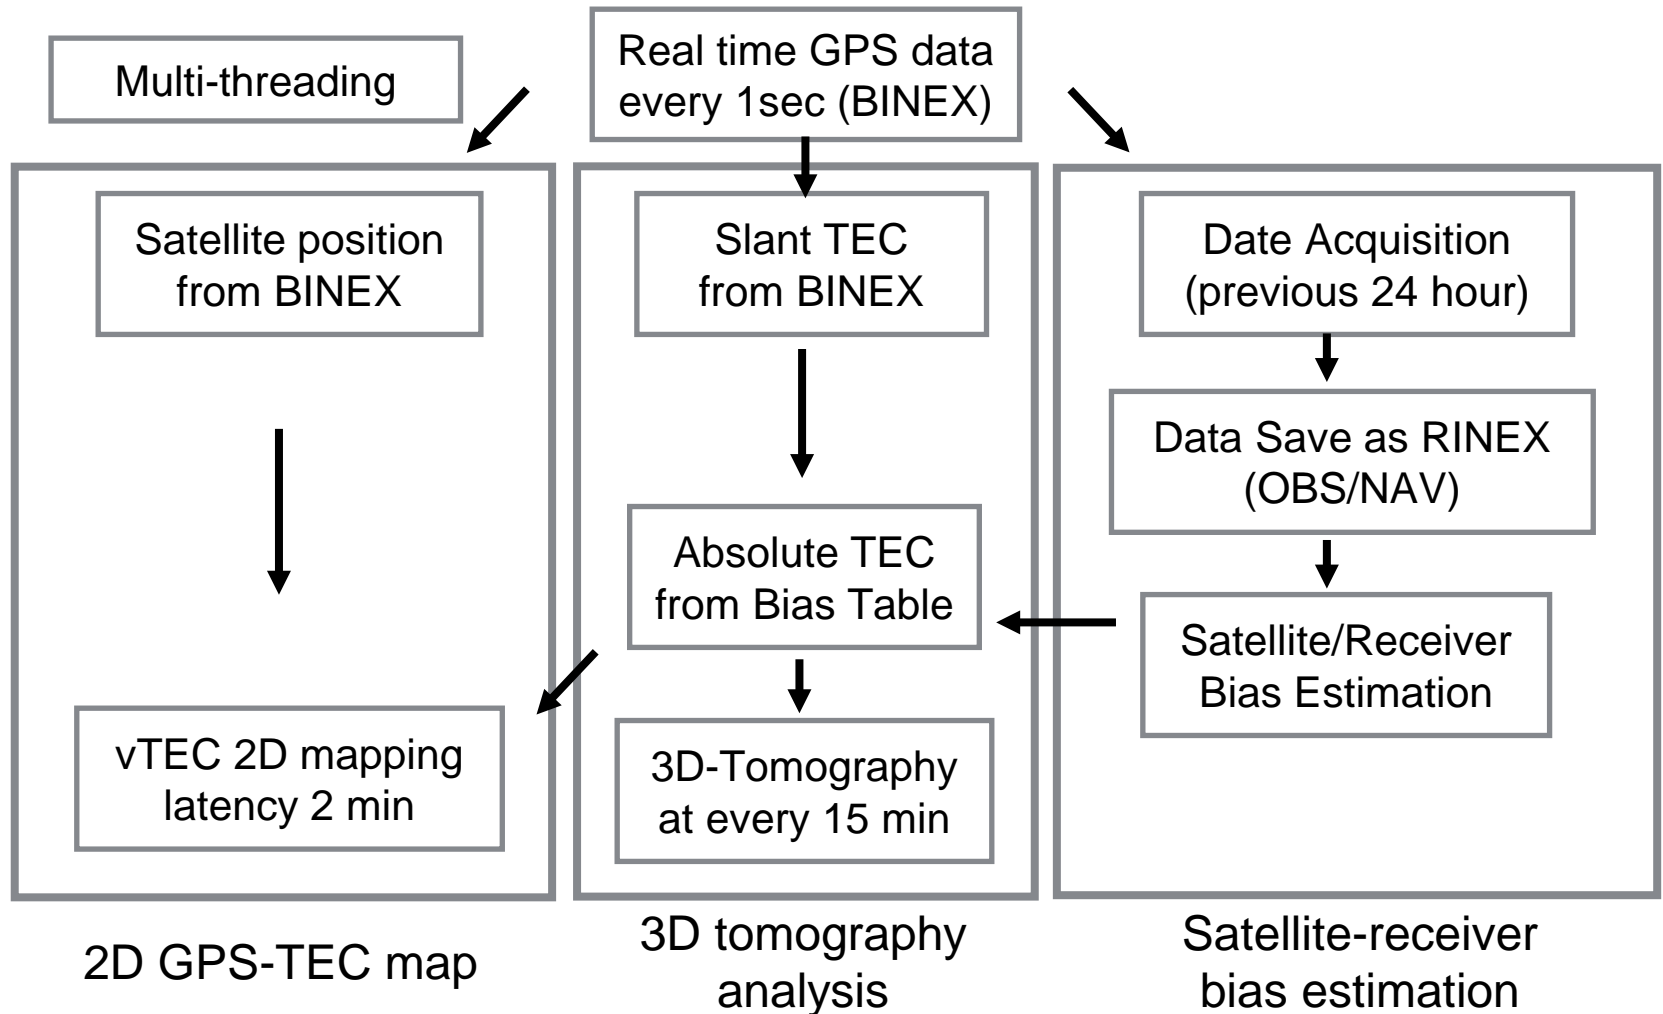 Multi-threading
Real time GPS data
every 1sec (BINEX)
Satellite position
from BINEX
vTEC 2D mapping
latency 2 min
2D GPS-TEC map
Slant TEC
from BINEX
Absolute TEC
from Bias Table
3D-Tomography
at every 15 min
3D tomography
analysis
Date Acquisition
(previous 24 hour)
Data Save as RINEX
(OBS/NAV)
Satellite/Receiver
Bias Estimation
Satellite-receiver
bias estimation